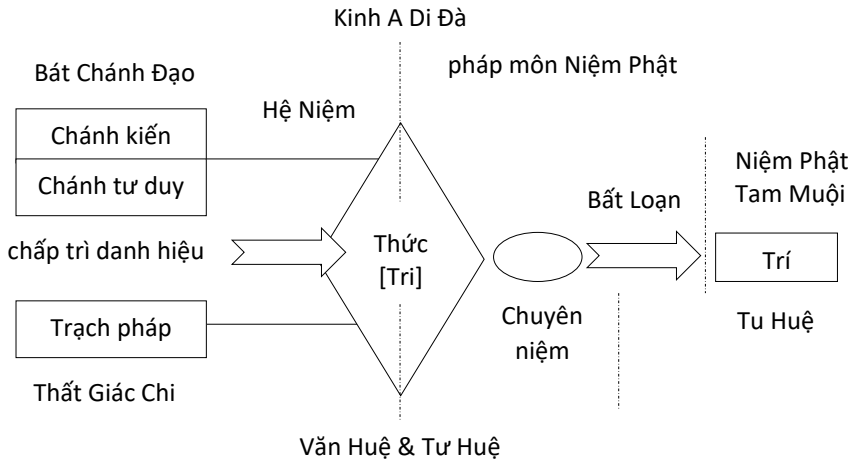 Kinh A Di Đà
pháp môn Niệm Phật
Bát Chánh Đạo
Hệ Niệm
Chánh kiến
Chánh tư duy
chấp trì danh hiệu
Thức
[Tri]
Bất Loạn
Niệm Phật
Tam Muội
Trí
Chuyên
niệm
Tu Huệ
Trạch pháp
Thất Giác Chi
Văn Huệ & Tư Huệ